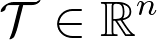 𝒯 ∈ ℝⁿ